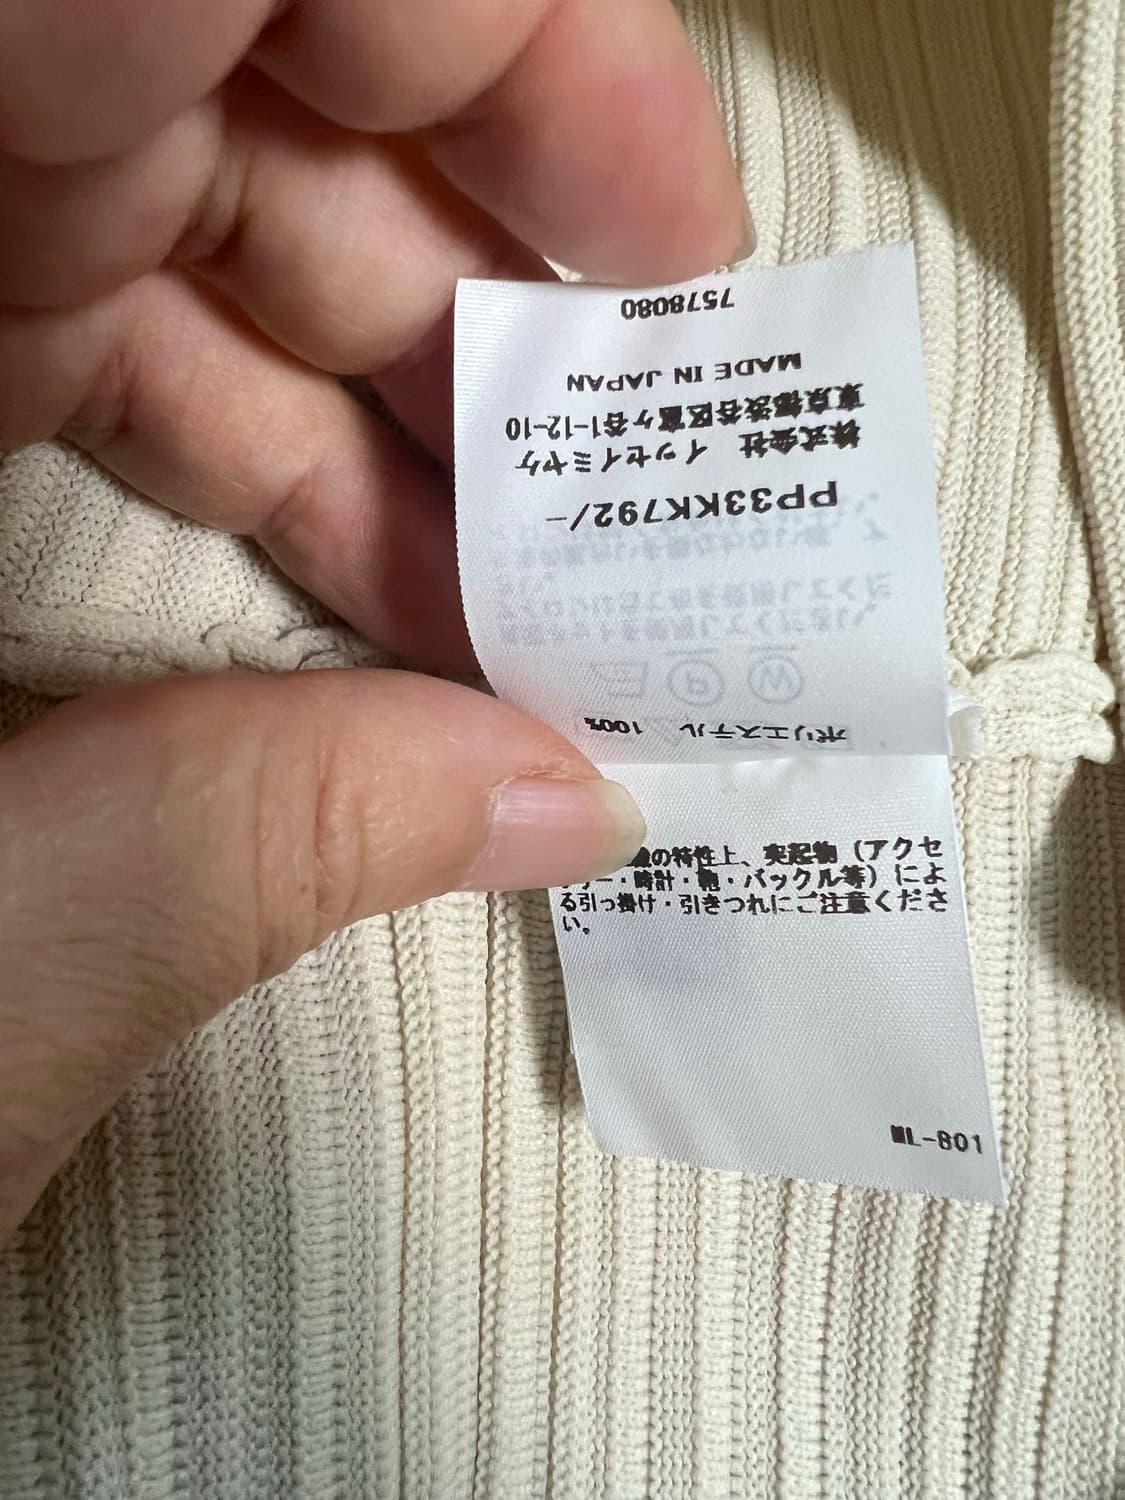 ポリエステル 100%
PP33KK792/-
株式会社 イッセイミヤケ
東京都渋谷区富ヶ谷1-12-10
MADE IN JAPAN
7578080
の特性上、突起物（アクセ
リー・時計・鞄・バックル等）によ
る引っ掛け・引きつれにご注意くださ
い。
ML-801